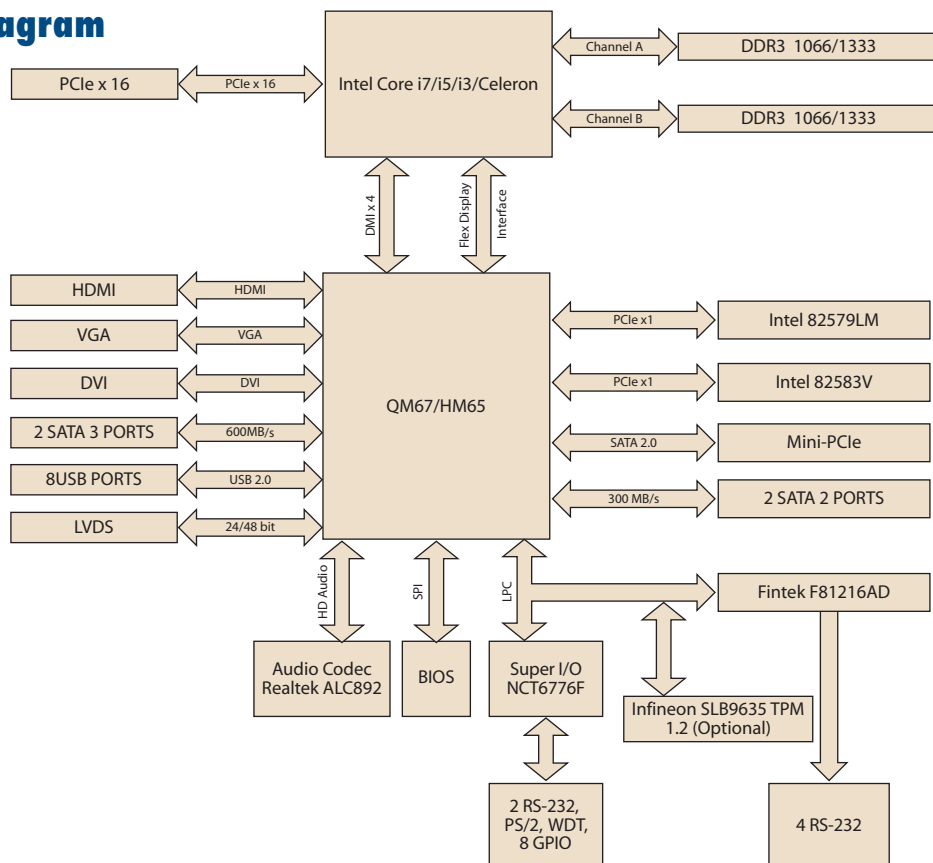 agram
PCIe x 16
PCIe x 16
Intel Core i7/i5/i3/Celeron
Channel A
DDR3 1066/1333
Channel B
DDR3 1066/1333
DMI x 4
Flex Display
Interface
HDMI
HDMI
VGA
VGA
DVI
DVI
2 SATA 3 PORTS
600MB/s
8USB PORTS
USB 2.0
LVDS
24/48 bit
QM67/HM65
PCIe x1
Intel 82579LM
PCIe x1
Intel 82583V
SATA 2.0
Mini-PCIe
300 MB/s
2 SATA 2 PORTS
HD Audio
SPI
LPC
Fintek F81216AD
Audio Codec
Realtek ALC892
BIOS
Super I/O
NCT6776F
Infineon SLB9635 TPM
1.2 (Optional)
2 RS-232,
PS/2, WDT,
8 GPIO
4 RS-232